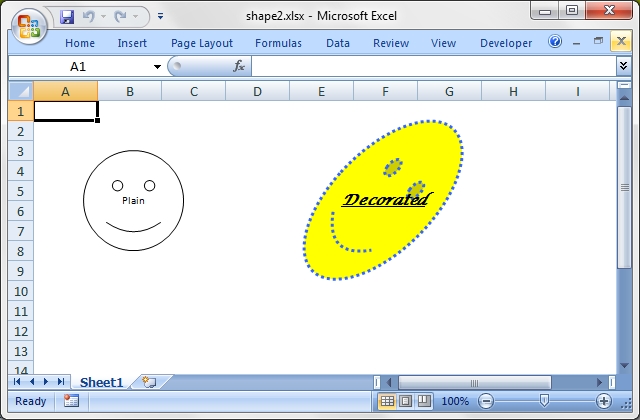 shape2.xlsx - Microsoft Excel
Home Insert Page Layout Formulas Data Review View Developer
A1 fx
A B C D E F G H I
1
2
3
4
5
6
7
8
9
10
11
12
13
14
Plain
Decorated
Sheet1
Ready 100%